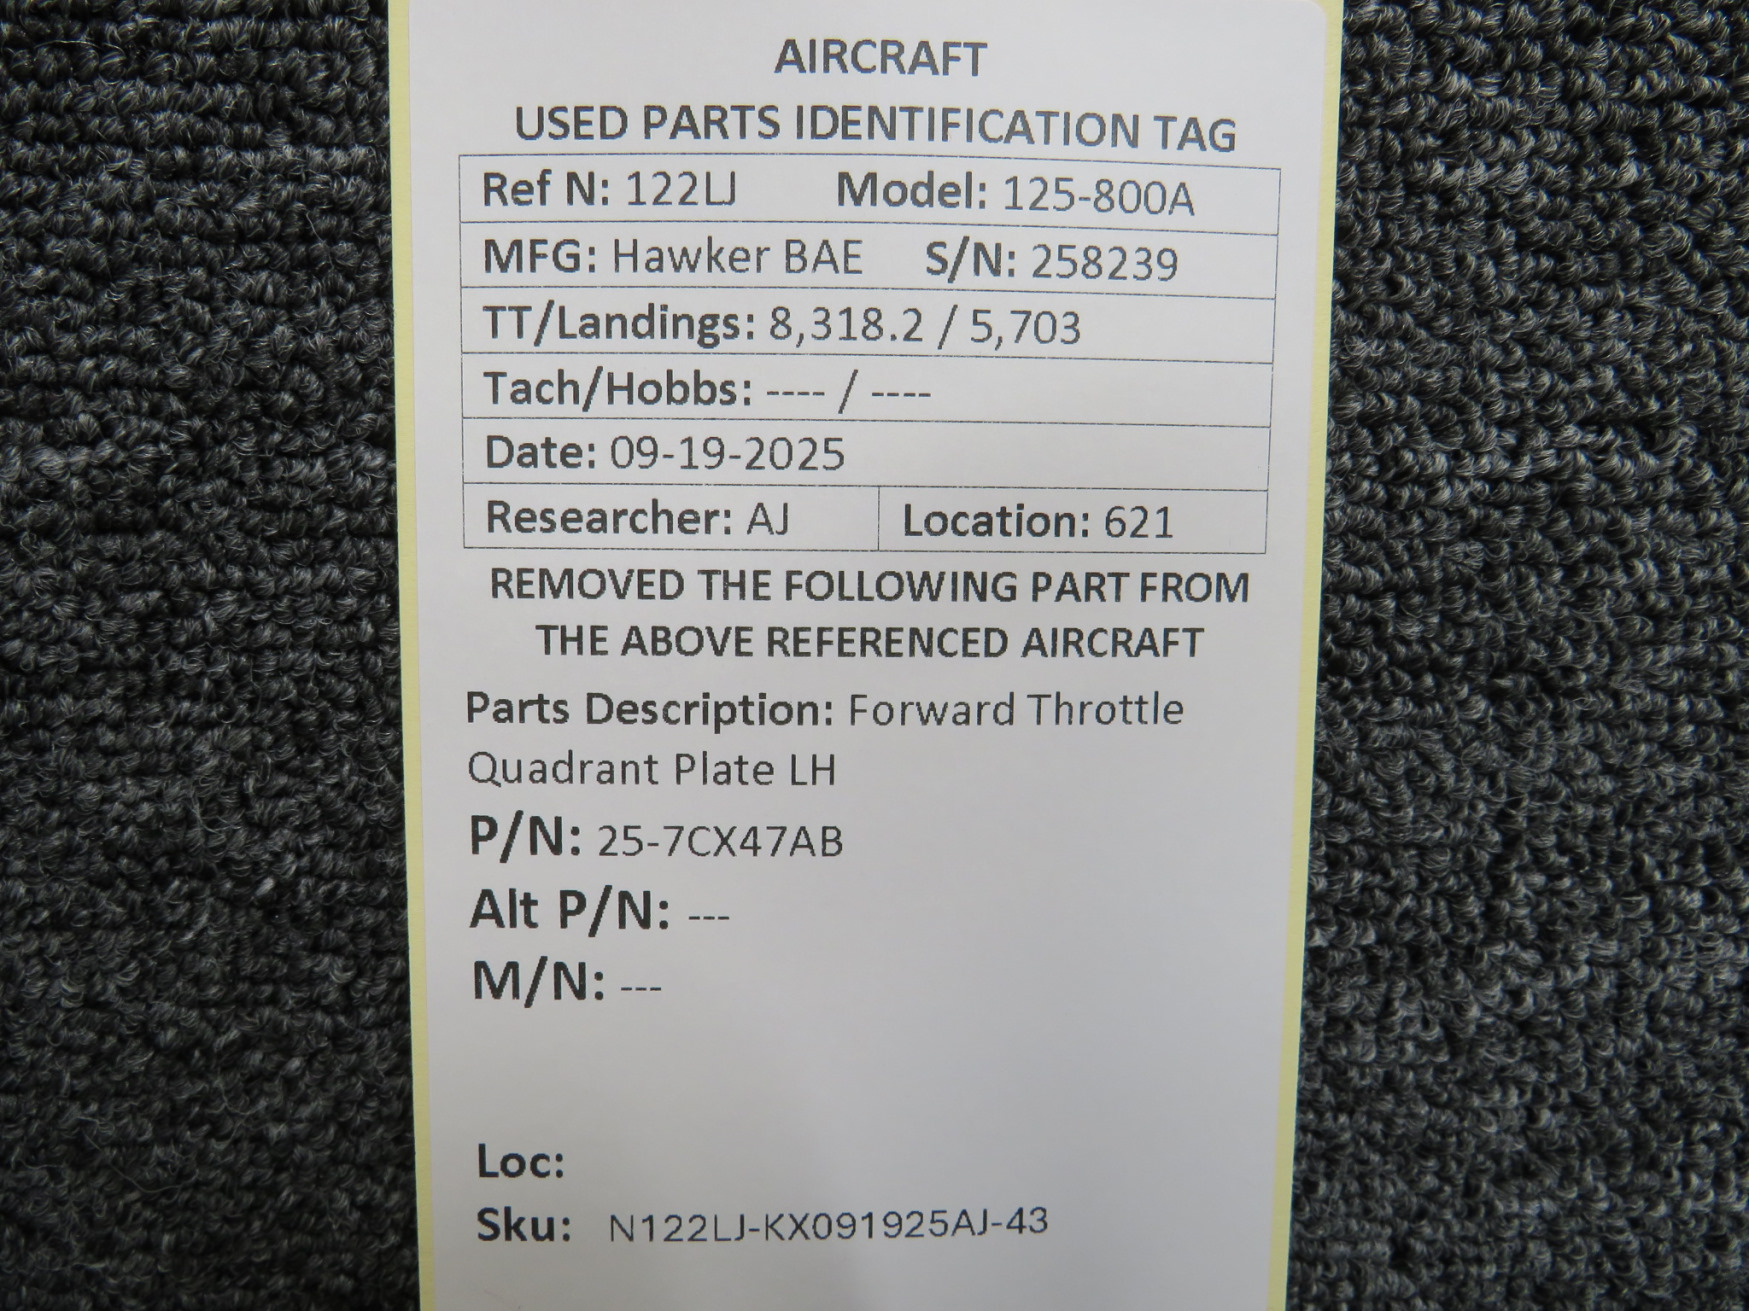 AIRCRAFT
USED PARTS IDENTIFICATION TAG
Ref N: 122LJ Model: 125-800A
MFG: Hawker BAE S/N: 258239
TT/Landings: 8,318.2 / 5,703
Tach/Hobbs: ---- / ----
Date: 09-19-2025
Researcher: AJ Location: 621
REMOVED THE FOLLOWING PART FROM
THE ABOVE REFERENCED AIRCRAFT
Parts Description: Forward Throttle
Quadrant Plate LH
P/N: 25-7CX47AB
Alt P/N: ---
M/N: ---
Loc:
Sku: N122LJ-KX091925AJ-43